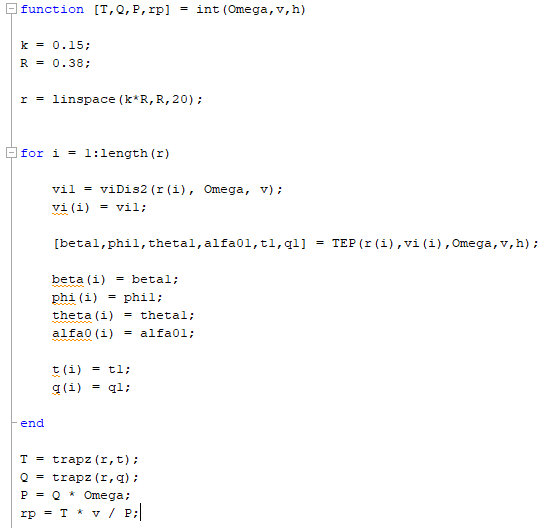 function [T,Q,P,rp] = int(Omega,v,h)
k = 0.15;
R = 0.38;
r = linspace(k*R,R,20);
for i = 1:length(r)
vi1 = viDis2(r(i), Omega, v);
vi(i) = vi1;
[beta1,phi1,theta1,alfa01,t1,q1] = TEP(r(i),vi(i),Omega,v,h);
beta(i) = beta1;
phi(i) = phi1;
theta(i) = theta1;
alfa0(i) = alfa01;
t(i) = t1;
q(i) = q1;
end
T = trapz(r,t);
Q = trapz(r,q);
P = Q * Omega;
rp = T * v / P;